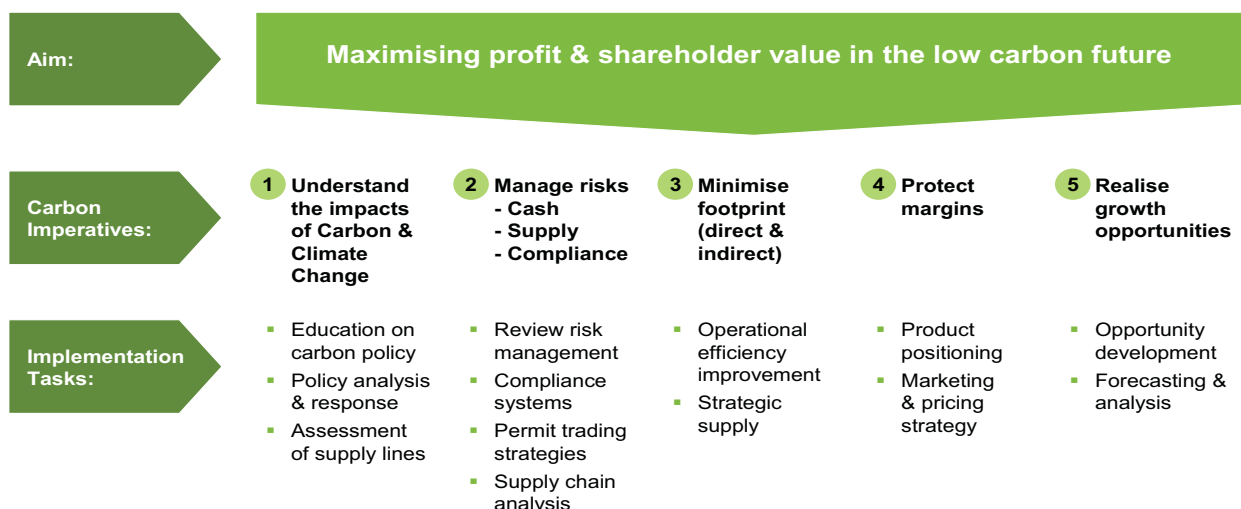 Aim:
Maximising profit & shareholder value in the low carbon future
Carbon
Imperatives:
1 Understand
the impacts
of Carbon &
Climate
Change
2 Manage risks
- Cash
- Supply
- Compliance
3 Minimise
footprint
(direct &
indirect)
4 Protect
margins
5 Realise
growth
opportunities
Implementation
Tasks:
▪ Education on
carbon policy
▪ Policy analysis
& response
▪ Assessment
of supply lines
▪ Review risk
management
▪ Compliance
systems
▪ Permit trading
strategies
▪ Supply chain
analysis
▪ Operational
efficiency
improvement
▪ Strategic
supply
▪ Product
positioning
▪ Marketing
& pricing
strategy
▪ Opportunity
development
▪ Forecasting &
analysis